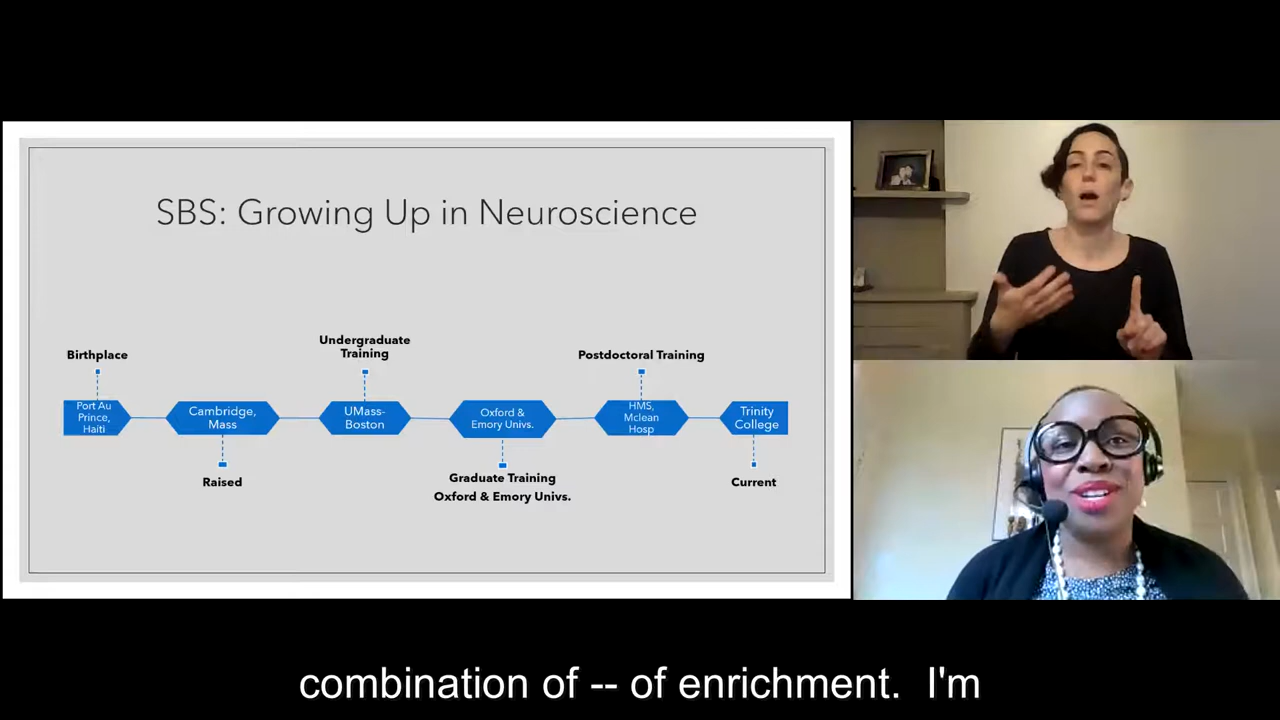 SBS: Growing Up in Neuroscience
Birthplace
Undergraduate
Training
Postdoctoral Training
Port Au
Prince,
Haiti
Cambridge,
Mass
UMass-
Boston
Oxford &
Emory Univs.
HMS,
Mclean
Hosp
Trinity
College
Raised
Graduate Training
Oxford & Emory Univs.
Current
combination of -- of enrichment.  I'm